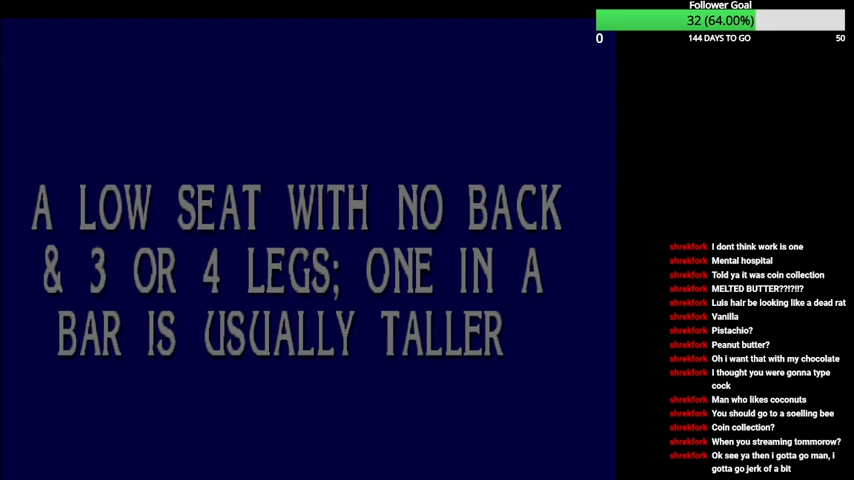 Follower Goal
32 (64.00%)
0
144 DAYS TO GO
50
A LOW SEAT WITH NO BACK
& 3 OR 4 LEGS; ONE IN A
BAR IS USUALLY TALLER
shrekfork I dont think work is one
shrekfork Mental hospital
shrekfork Told ya it was coin collection
shrekfork MELTED BUTTER??!?!!?
shrekfork Luis hair be looking like a dead rat
shrekfork Vanilla
shrekfork Pistachio?
shrekfork Peanut butter?
shrekfork Oh i want that with my chocolate
shrekfork I thought you were gonna type
cock
shrekfork Man who likes coconuts
shrekfork You should go to a soelling bee
shrekfork Coin collection?
shrekfork When you streaming tommorow?
shrekfork Ok see ya then i gotta go man, i
gotta go jerk of a bit